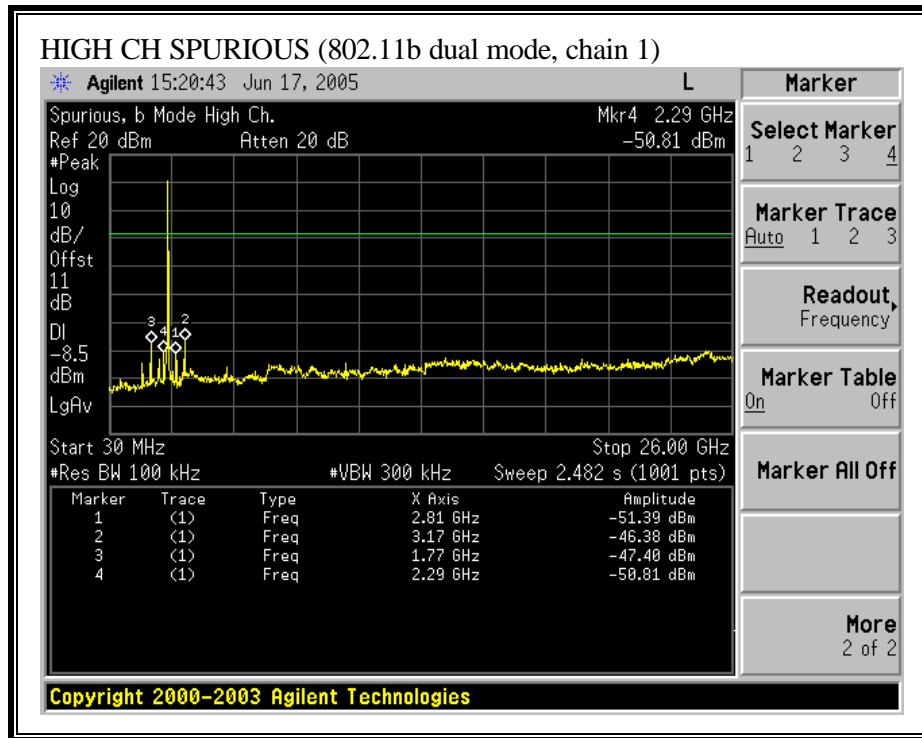 HIGH CH SPURIOUS (802.11b dual mode, chain 1)
Agilent 15:20:43 Jun 17, 2005 L
Spurious, b Mode High Ch. Mkr4 2.29 GHz
Ref 20 dBm Atten 20 dB -50.81 dBm
#Peak
Log
10
dB/
Offst
11
dB
DI
-8.5
dBm
LgAv
3 4 1 2
Start 30 MHz Stop 26.00 GHz
#Res BW 100 kHz #VBW 300 kHz Sweep 2.482 s (1001 pts)
Marker Trace Type X Axis Amplitude
1 (1) Freq 2.81 GHz -51.39 dBm
2 (1) Freq 3.17 GHz -46.38 dBm
3 (1) Freq 1.77 GHz -47.40 dBm
4 (1) Freq 2.29 GHz -50.81 dBm
Marker
Select Marker
1 2 3 4
Marker Trace
Auto 1 2 3
Readout
Frequency
Marker Table
On Off
Marker All Off
More
2 of 2
Copyright 2000-2003 Agilent Technologies